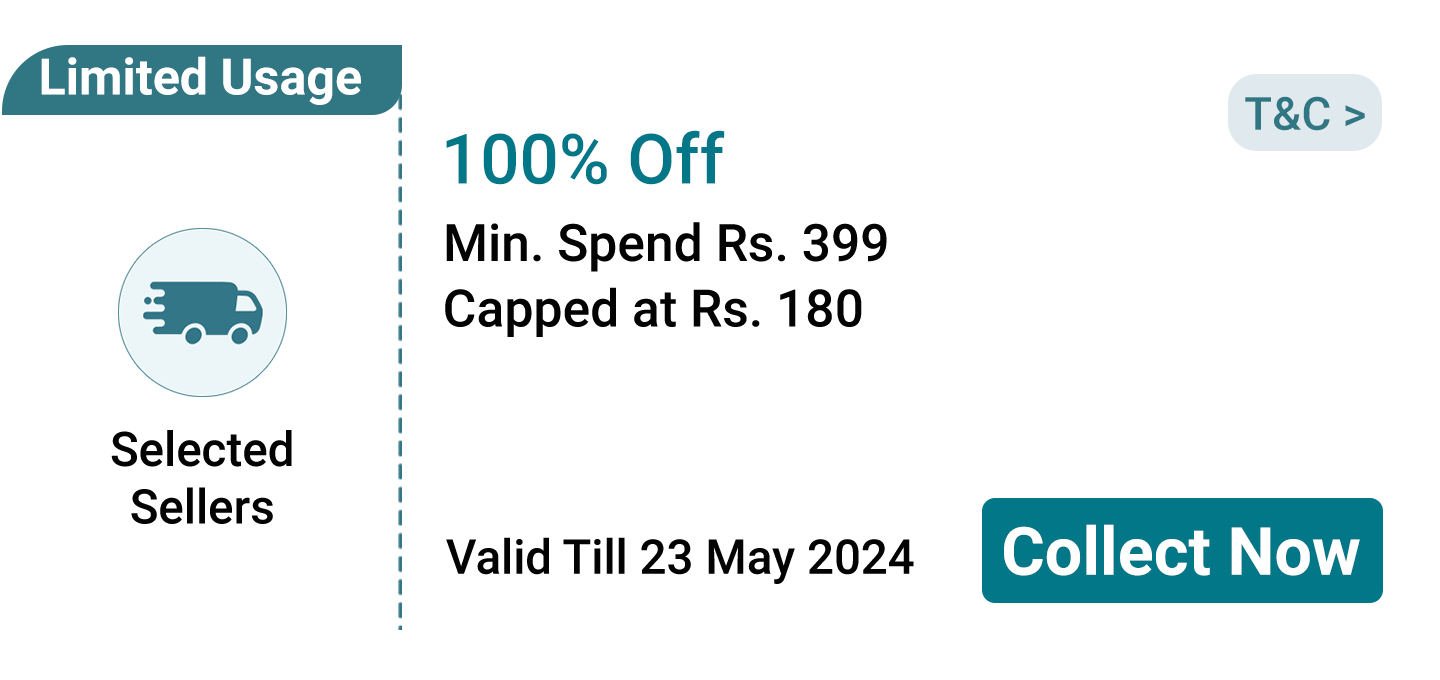 Limited Usage
T&C >
100% Off
Min. Spend Rs. 399
Capped at Rs. 180
Selected
Sellers
Valid Till 23 May 2024
Collect Now